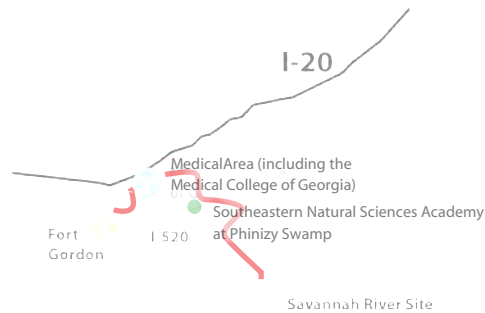 I-20
MedicalArea (including the
Medical College of Georgia)
Southeastern Natural Sciences Academy
at Phinizy Swamp
Fort
Gordon
I 520
Savannah River Site